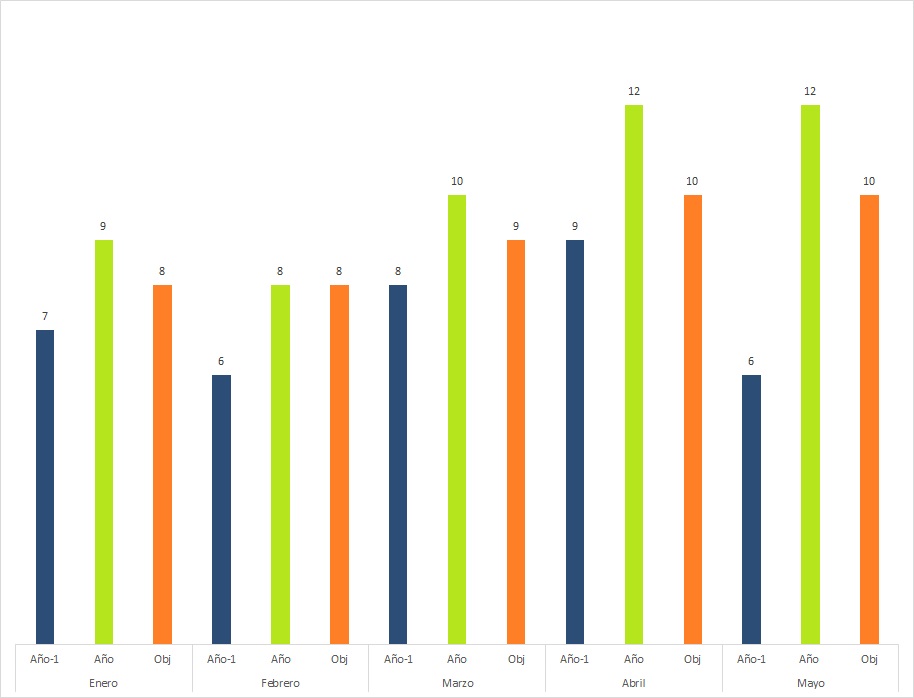 12 12
10 10 10
9 9 9
8 8 8 8
7
6 6
Año-1 Año Obj Año-1 Año Obj Año-1 Año Obj Año-1 Año Obj Año-1 Año Obj
Enero Febrero Marzo Abril Mayo